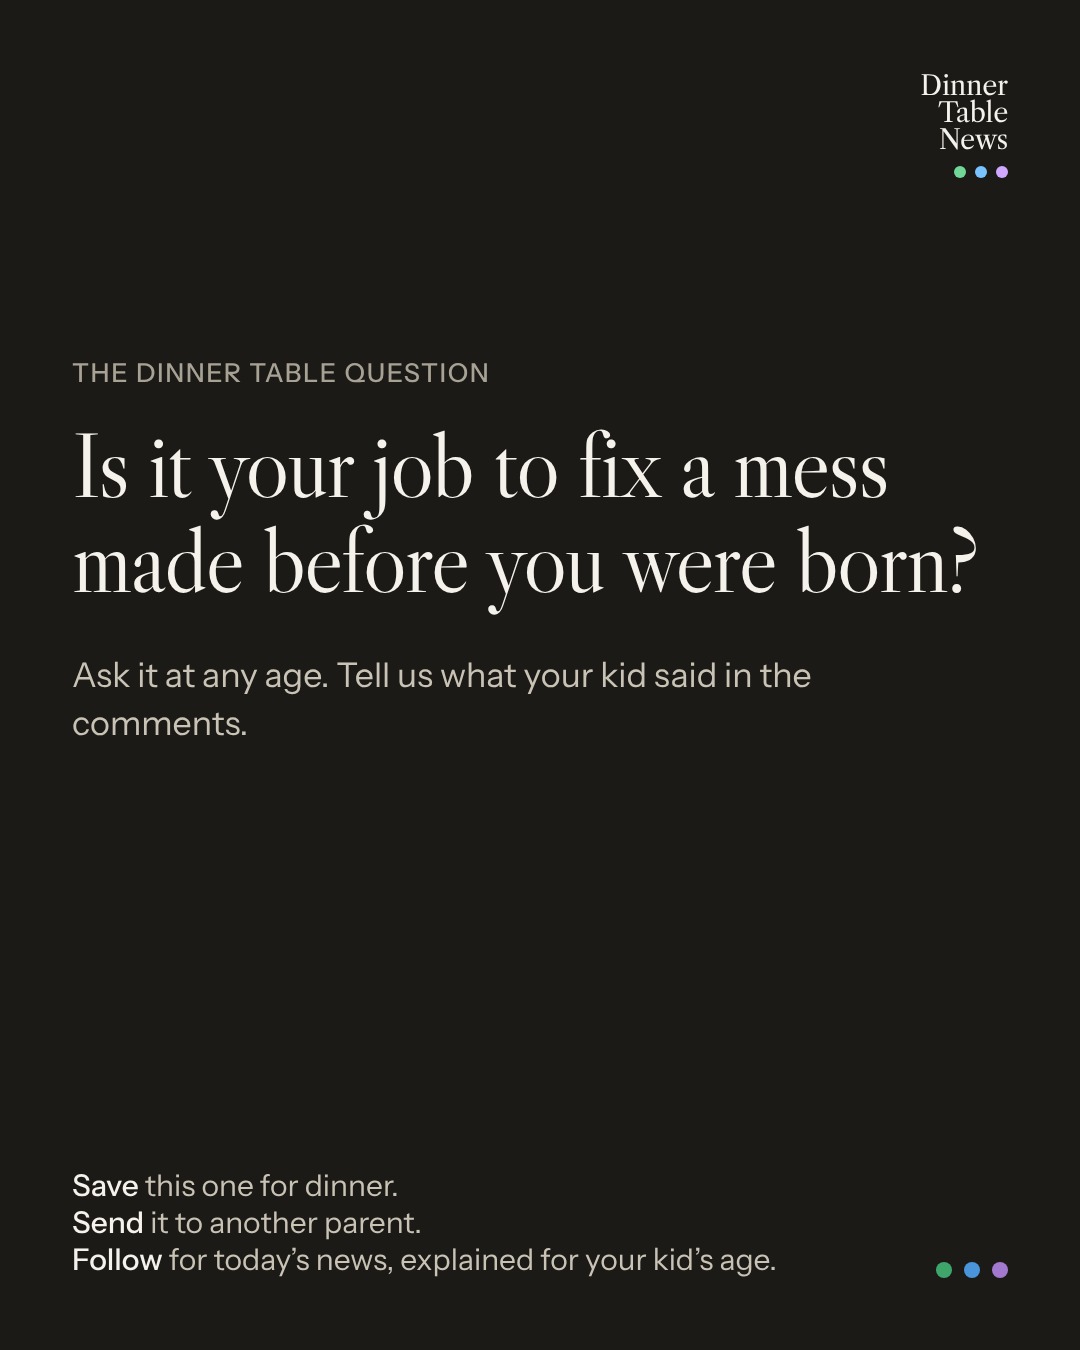 Dinner
Table
News
THE DINNER TABLE QUESTION
Is it your job to fix a mess
made before you were born?
Ask it at any age. Tell us what your kid said in the
comments.
Save this one for dinner.
Send it to another parent.
Follow for today’s news, explained for your kid’s age.